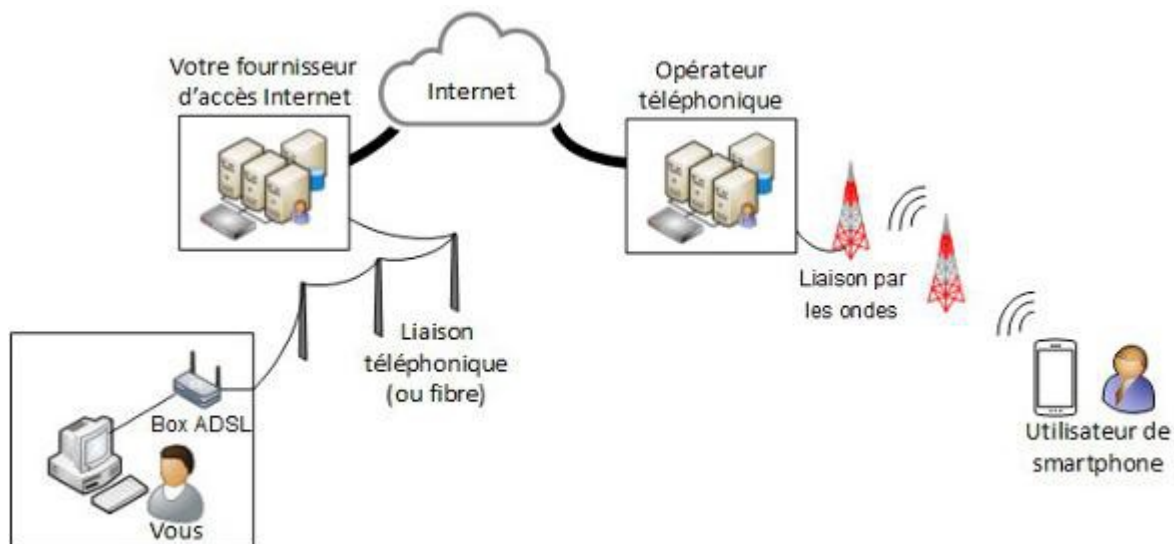 Votre fournisseur
d'accès Internet
Internet
Opérateur
téléphonique
Liaison par
les ondes
Liaison
téléphonique
(ou fibre)
Box ADSL
Vous
Utilisateur de
smartphone